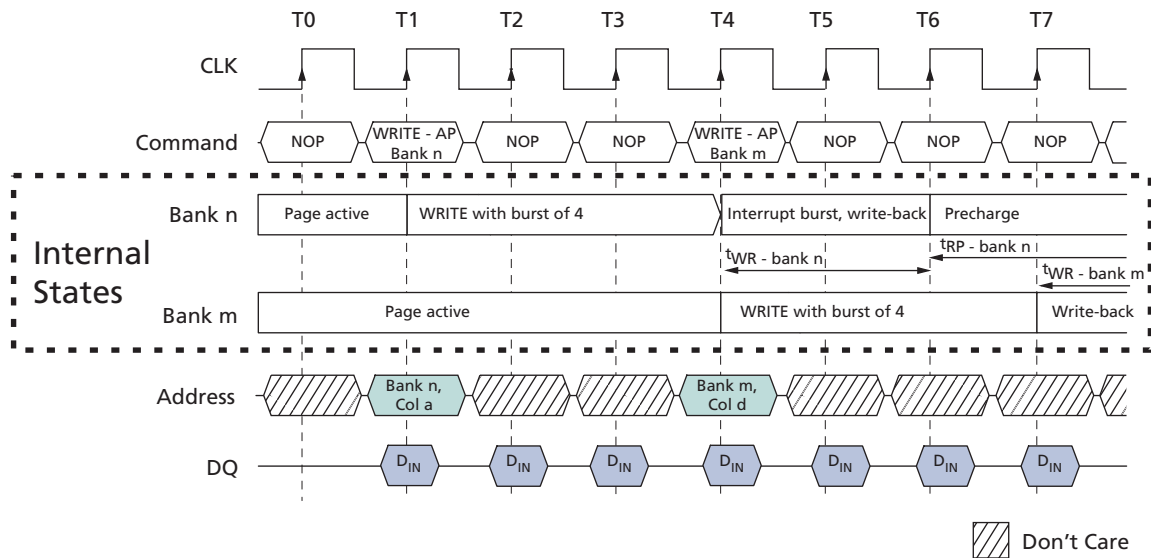 T0 T1 T2 T3 T4 T5 T6 T7
CLK
Command NOP WRITE - AP Bank n NOP NOP WRITE - AP Bank m NOP NOP NOP
Internal States
Bank n Page active WRITE with burst of 4 Interrupt burst, write-back Precharge
tWR - bank n tRP - bank n
tWR - bank m
Bank m Page active WRITE with burst of 4 Write-back
Address Bank n, Col a Bank m, Col d
DQ DIN DIN DIN DIN DIN DIN DIN
Don't Care